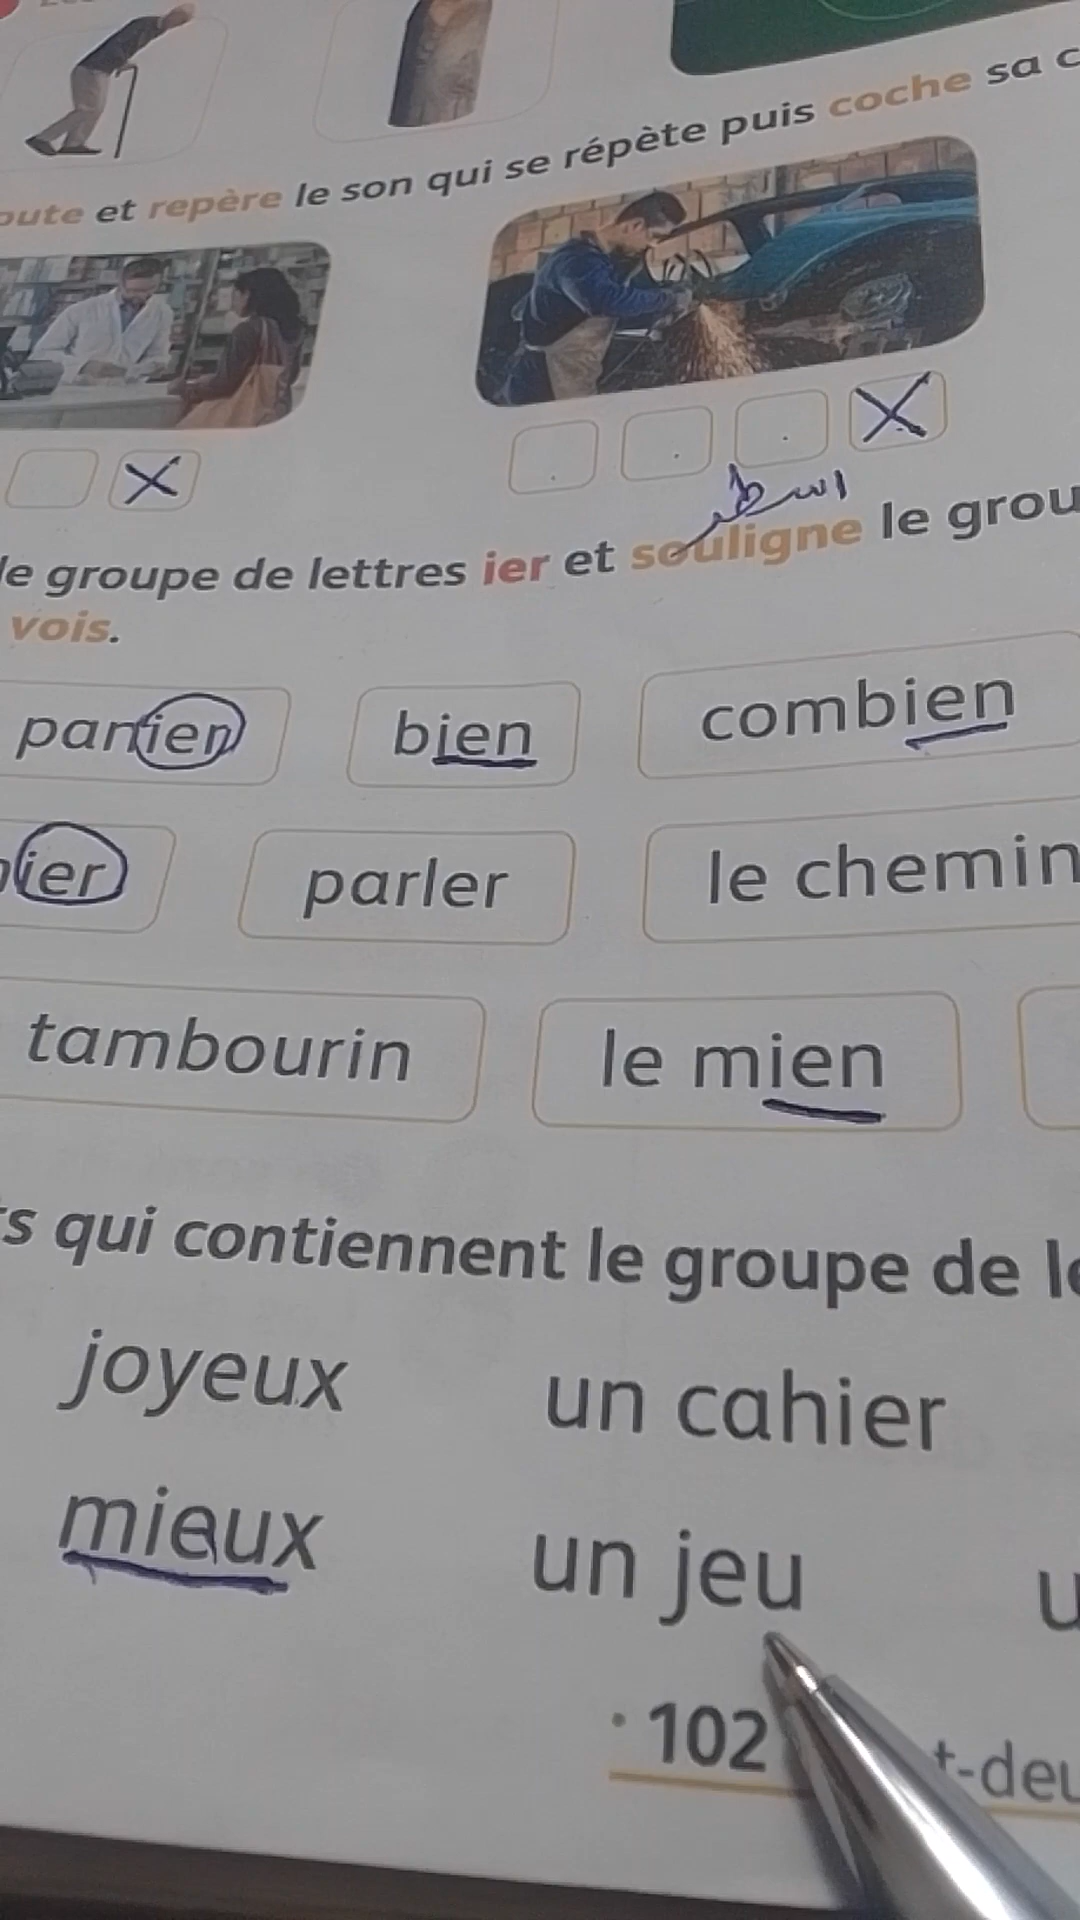 et repère le son qui se répète puis coche sa
اسطر
le groupe de lettres ier et souligne le
vois.
panier bien combien
ier parler le chemin
tambourin le mien
qui contiennent le groupe de
joyeux un cahier
mieux un jeu
102